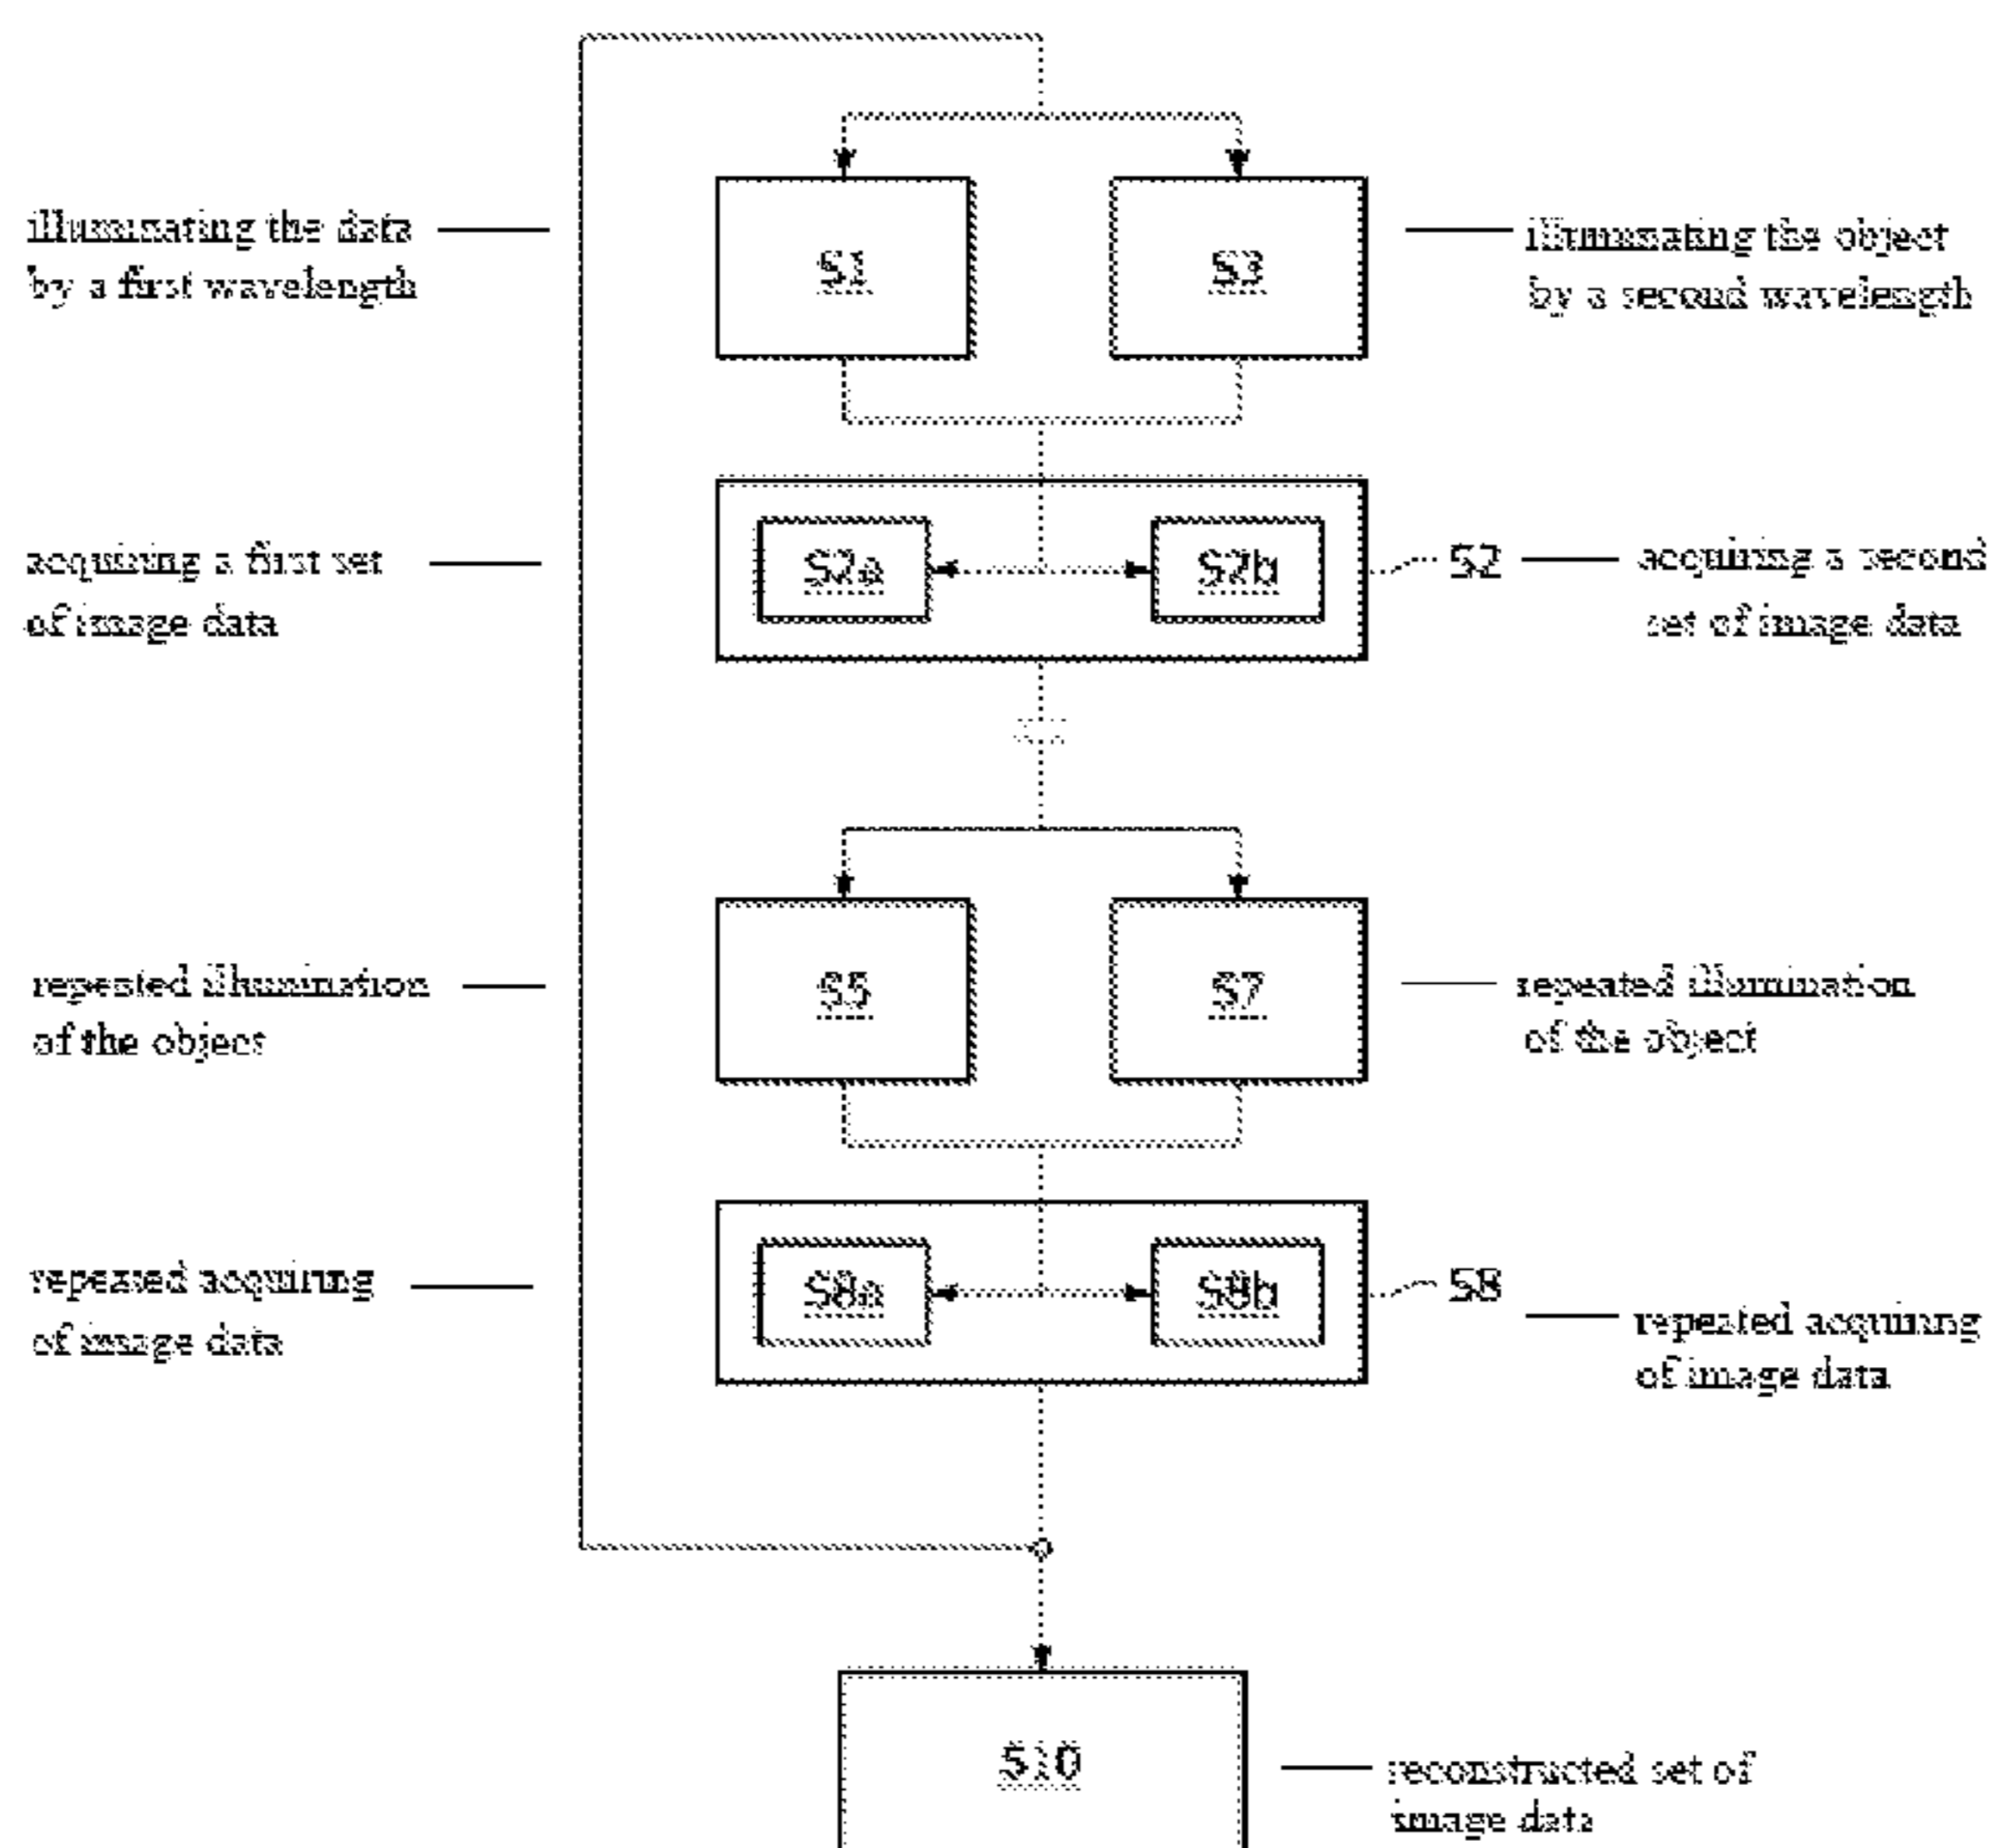 S1
S3
illuminating the data
by a first wavelength
illuminating the object
by a second wavelength
acquiring a first set
of image data
S2a
S2b
S2
acquiring a second
set of image data
repeated illumination
of the object
S5
S7
repeated illumination
of the object
repeated acquiring
of image data
S8a
S8b
S8
repeated acquiring
of image data
S10
reconstructed set of
image data